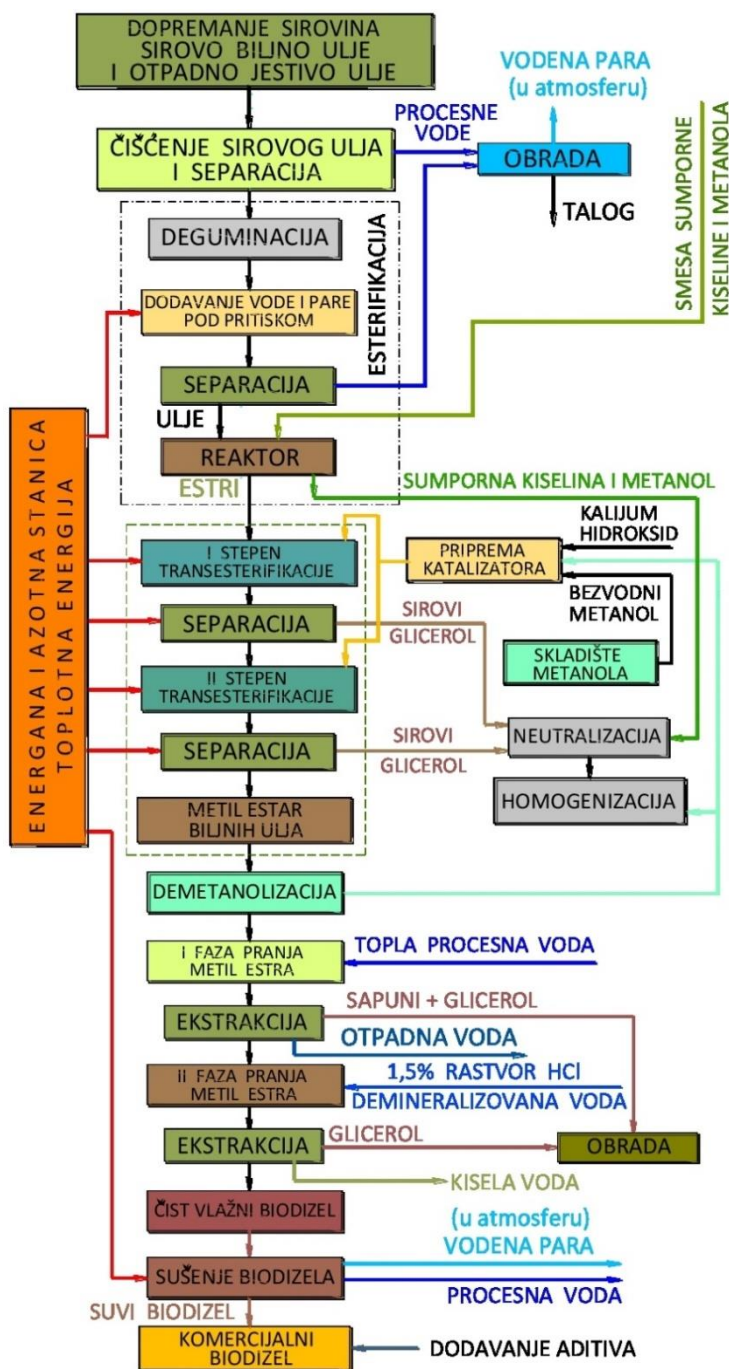 DOPREMANJE SIROVINA
SIROVO BILJNO ULJE
I OTPADNO JESTIVO ULJE
VODENA PARA
(u atmosferu)
PROCESNE
VODE
ČIŠĆENJE SIROVOG ULJA
I SEPARACIJA
OBRADA
TALOG
SMESA SUMPORNE
KISELINE I METANOLA
DEGUMINACIJA
ESTERIFIKACIJA
DODAVANJE VODE I PARE
POD PRITISKOM
SEPARACIJA
ULJE
REAKTOR
ESTRI
SUMPORNA KISELINA I METANOL
ENERGANA I AZOTNA STANICA
TOPLOTNA ENERGIJA
KALIJUM
HIDROKSID
I STEPEN
TRANSESTERIFIKACIJE
PRIPREMA
KATALIZATORA
BEZVODNI
METANOL
SEPARACIJA
SIROVI
GLICEROL
SKLADIŠTE
METANOLA
II STEPEN
TRANSESTERIFIKACIJE
SEPARACIJA
SIROVI
GLICEROL
NEUTRALIZACIJA
HOMOGENIZACIJA
METIL ESTAR
BILJNIH ULJA
DEMETANOLIZACIJA
I FAZA PRANJA
METIL ESTRA
TOPLA PROCESNA VODA
SAPUNI + GLICEROL
EKSTRAKCIJA
OTPADNA VODA
ii FAZA PRANJA
METIL ESTRA
1,5% RASTVOR HCl
DEMINERALIZOVANA VODA
EKSTRAKCIJA
GLICEROL
OBRADA
KISELA VODA
ČIST VLAŽNI BIODIZEL
(u atmosferu)
VODENA PARA
SUŠENJE BIODIZELA
PROCESNA VODA
SUVI BIODIZEL
KOMERCIJALNI
BIODIZEL
DODAVANJE ADITIVA